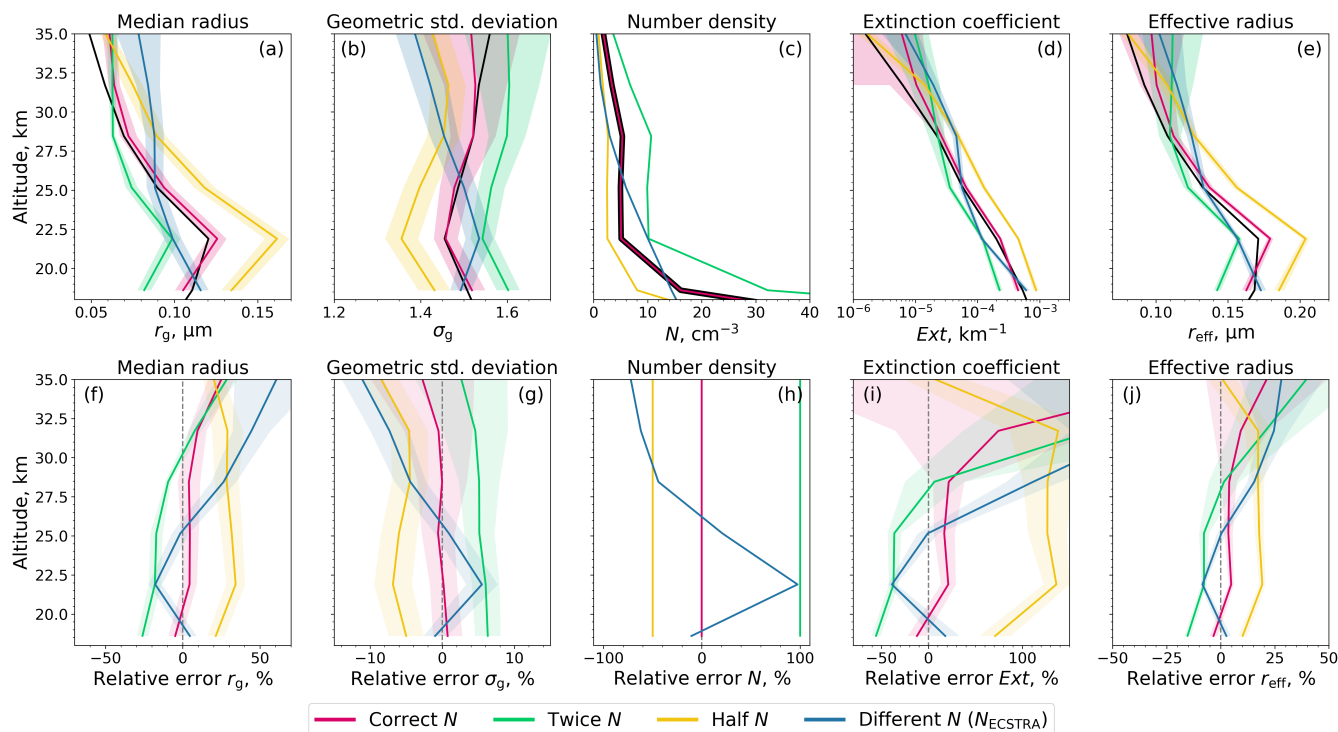 Median radius
Geometric std. deviation
Number density
Extinction coefficient
Effective radius
(a)
(b)
(c)
(d)
(e)
Altitude, km
35.0
32.5
30.0
27.5
25.0
22.5
20.0
0.05 0.10 0.15
1.2 1.4 1.6
0 10 20 30 40
10⁻⁶ 10⁻⁵ 10⁻⁴ 10⁻³
0.10 0.15 0.20
r_g, µm
σ_g
N, cm⁻³
Ext, km⁻¹
r_eff, µm
Median radius
Geometric std. deviation
Number density
Extinction coefficient
Effective radius
(f)
(g)
(h)
(i)
(j)
Altitude, km
35.0
32.5
30.0
27.5
25.0
22.5
20.0
−50 0 50
−10 0 10
−100 0 100
−50 0 50 100
−50 −25 0 25 50
Relative error r_g, %
Relative error σ_g, %
Relative error N, %
Relative error Ext, %
Relative error r_eff, %
Correct N
Twice N
Half N
Different N (N_ECSTRA)